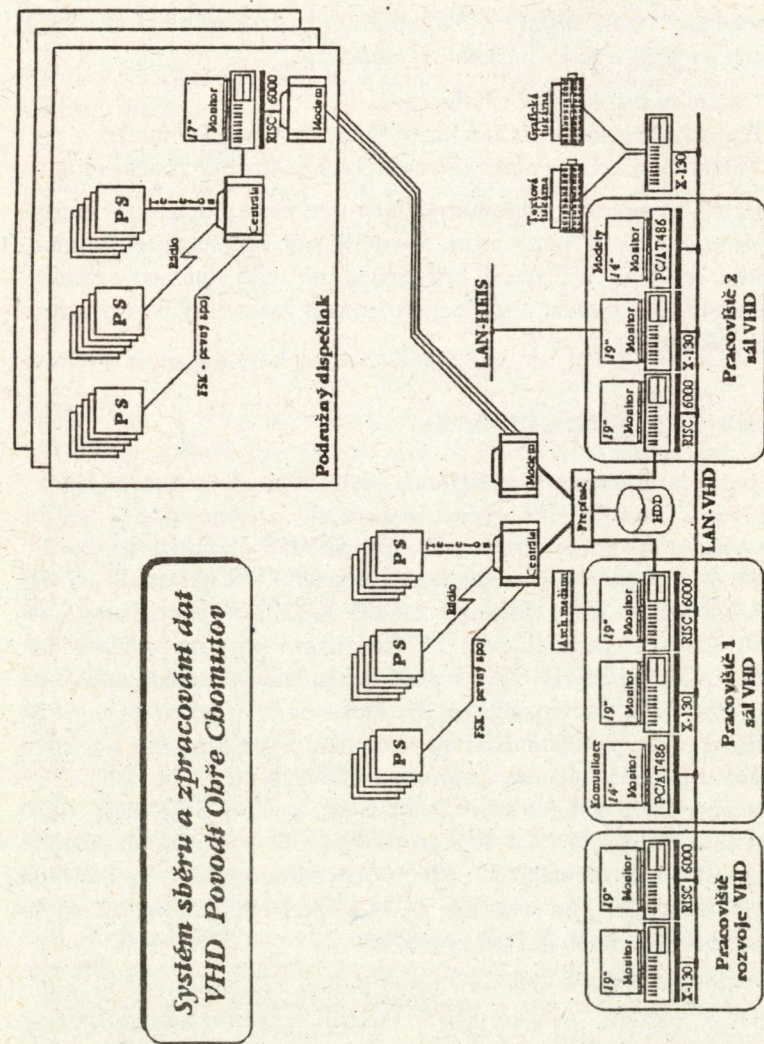 Systém sběru a zpracování dat
VHD Povodí Ohře Chomutov
PS
PS
PS
Telefos
Rádio
FSK - pevný spoj
Centrála
17"
Monitor
RISC 6000
Modem
Podružný dispečink
PS
PS
PS
Telefos
Rádio
FSK - pevný spoj
Centrála
Modem
Přepínač
HDD
Arch.medium
LAN-HEIS
Textová
tiskárna
Grafická
tiskárna
X-130
19"
Monitor
X-130
19"
Monitor
RISC 6000
Pracoviště
rozvoje VHD
Komunikace
14"
Monitor
PC/AT486
19"
Monitor
X-130
19"
Monitor
RISC 6000
Pracoviště 1
sál VHD
LAN-VHD
19"
Monitor
RISC 6000
19"
Monitor
X-130
Modely
14"
Monitor
PC/AT486
Pracoviště 2
sál VHD